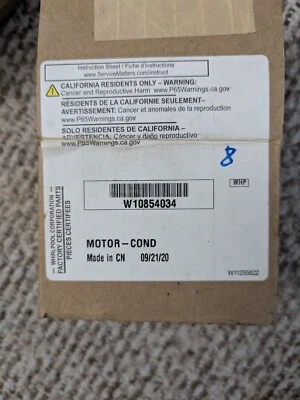 Instruction Sheet / Fiche d'instructions
www.ServiceMatters.com/instruct
CALIFORNIA RESIDENTS ONLY – WARNING:
Cancer and Reproductive Harm www.P65Warnings.ca.gov
RÉSIDENTS DE LA CALIFORNIE SEULEMENT–
AVERTISSEMENT: Cancer et anomalies de la reproduction
www.P65Warnings.ca.gov
SOLO RESIDENTES DE CALIFORNIA –
ADVERTENCIA: Cáncer y daño reproductivo
www.P65Warnings.ca.gov
8
WHP
W10854034
– WHIRLPOOL CORPORATION –
FACTORY CERTIFIED PARTS
PIÈCES CERTIFIÉES
MOTOR-COND
Made in CN 09/21/20
W11255622